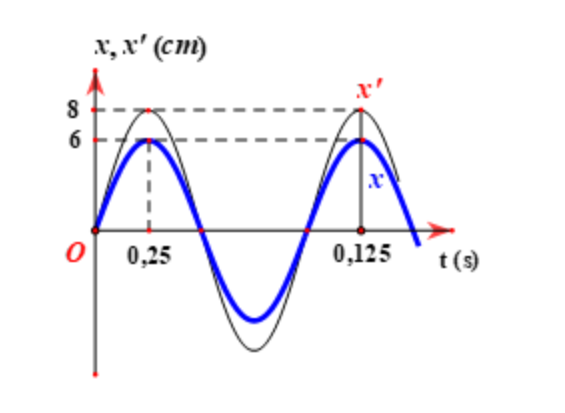 x, x' (cm)
8
x'
6
x
O
0,25
0,125
t (s)